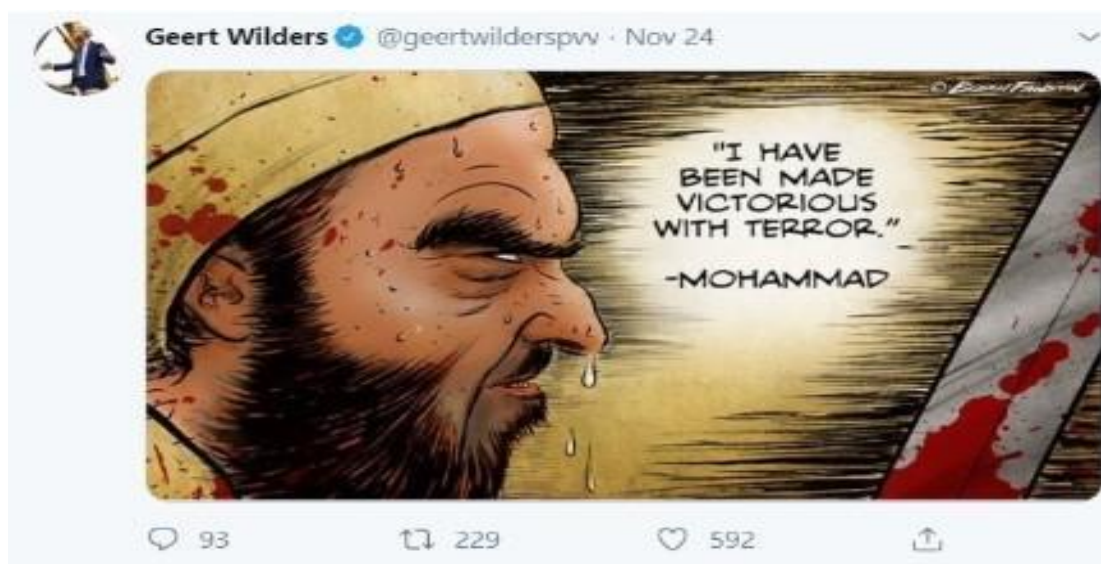 Geert Wilders @geertwilderspvv · Nov 24
"I HAVE
BEEN MADE
VICTORIOUS
WITH TERROR."
-MOHAMMAD
93 229 592